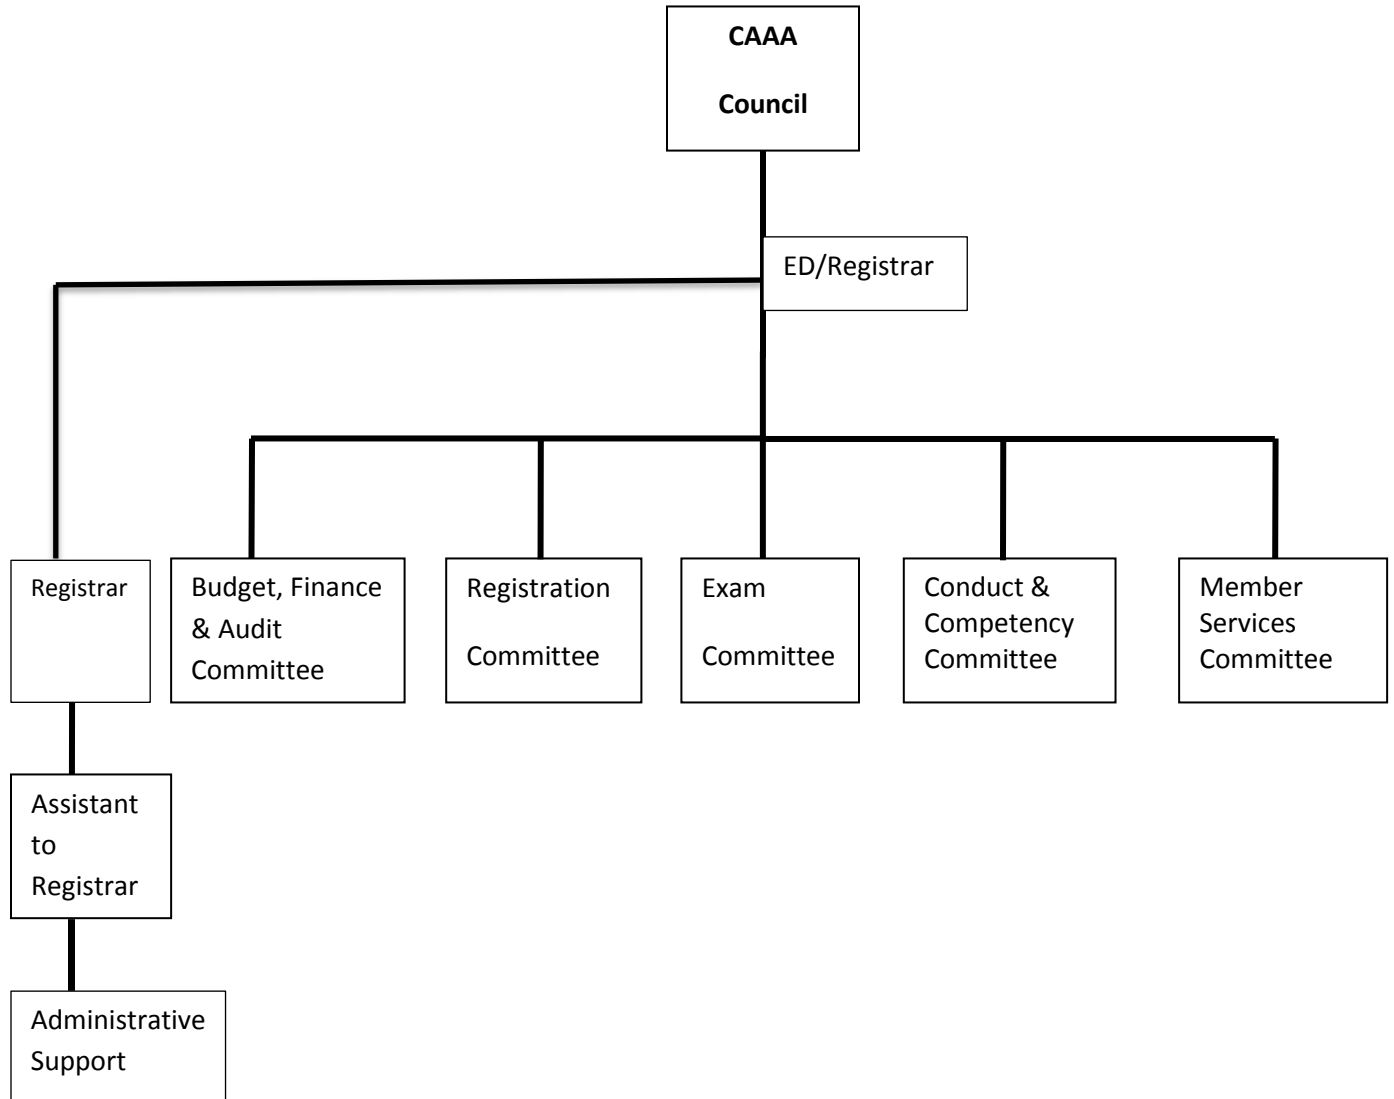 CAAA
Council
ED/Registrar
Registrar
Budget, Finance
& Audit
Committee
Registration
Committee
Exam
Committee
Conduct &
Competency
Committee
Member
Services
Committee
Assistant
to
Registrar
Administrative
Support